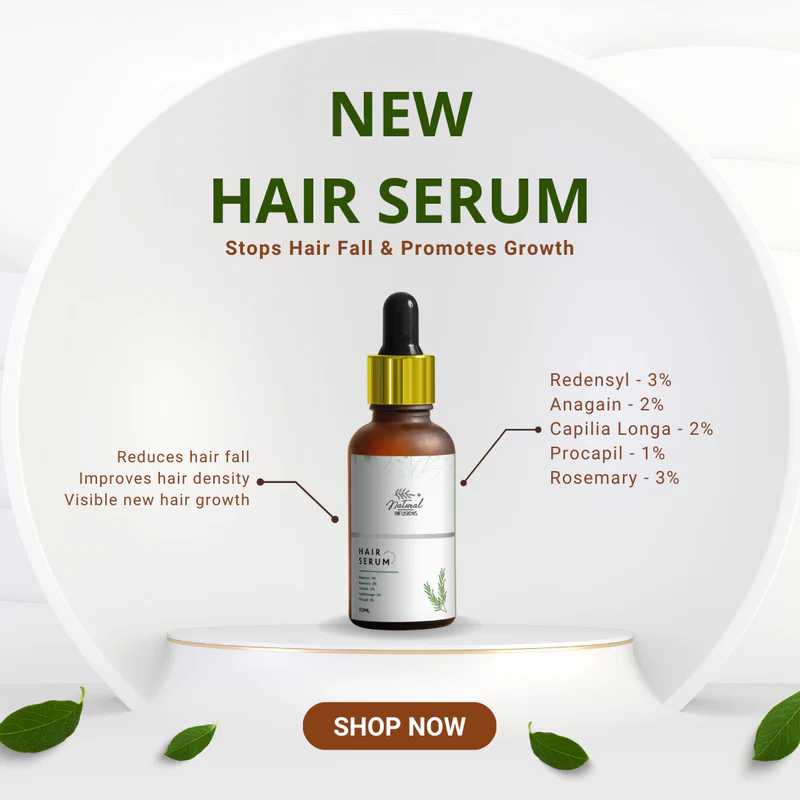 NEW
HAIR SERUM
Stops Hair Fall & Promotes Growth
Redensyl - 3%
Anagain - 2%
Capilia Longa - 2%
Procapil - 1%
Rosemary - 3%
Reduces hair fall
Improves hair density
Visible new hair growth
Natural
INFUSIONS
HAIR
SERUM
SHOP NOW